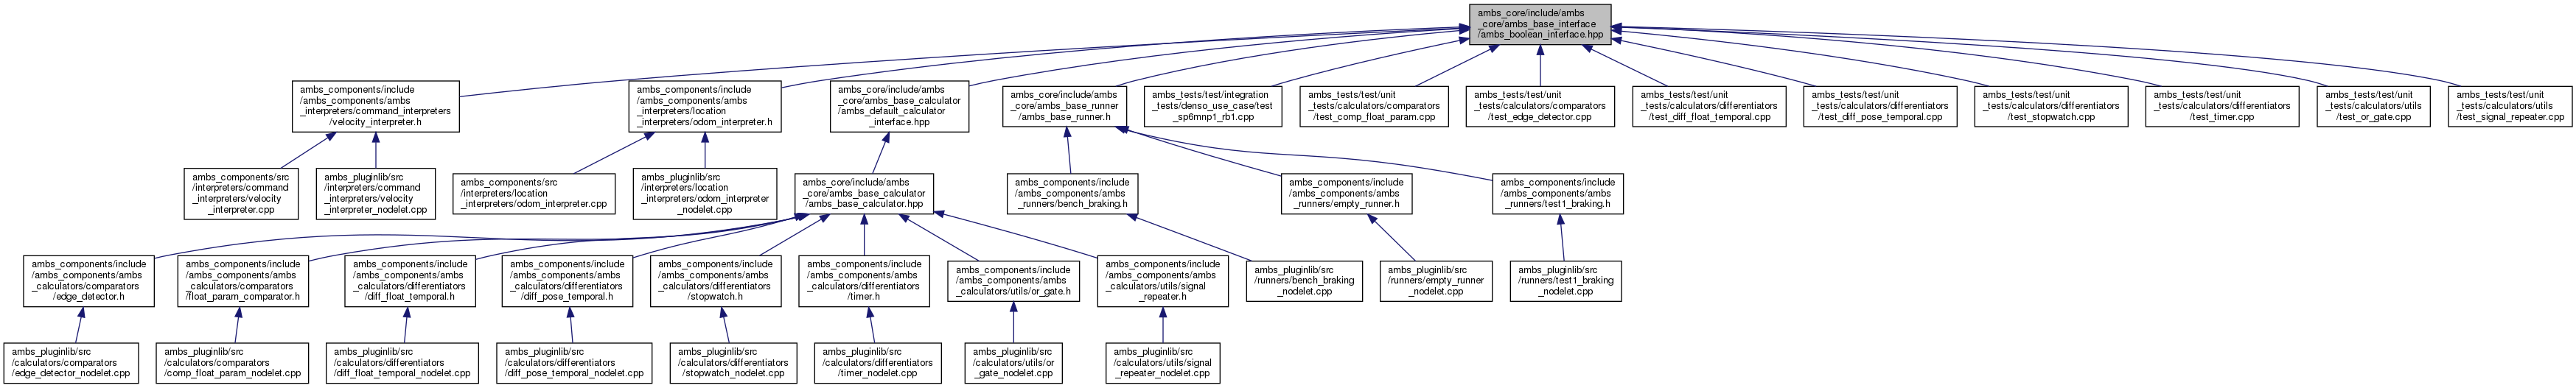 ambs_core/include/ambs
_core/ambs_base_interface
/ambs_boolean_interface.hpp
ambs_components/include
/ambs_components/ambs
_interpreters/command_interpreters
/velocity_interpreter.h
ambs_components/include
/ambs_components/ambs
_interpreters/location
_interpreters/odom_interpreter.h
ambs_core/include/ambs
_core/ambs_base_calculator
/ambs_default_calculator
_interface.hpp
ambs_core/include/ambs
_core/ambs_base_runner
/ambs_base_runner.h
ambs_tests/test/integration
_tests/denso_use_case/test
_sp6mnp1_rb1.cpp
ambs_tests/test/unit
_tests/calculators/comparators
/test_comp_float_param.cpp
ambs_tests/test/unit
_tests/calculators/comparators
/test_edge_detector.cpp
ambs_tests/test/unit
_tests/calculators/differentiators
/test_diff_float_temporal.cpp
ambs_tests/test/unit
_tests/calculators/differentiators
/test_diff_pose_temporal.cpp
ambs_tests/test/unit
_tests/calculators/differentiators
/test_stopwatch.cpp
ambs_tests/test/unit
_tests/calculators/differentiators
/test_timer.cpp
ambs_tests/test/unit
_tests/calculators/utils
/test_or_gate.cpp
ambs_tests/test/unit
_tests/calculators/utils
/test_signal_repeater.cpp
ambs_components/src
/interpreters/command
_interpreters/velocity
_interpreter.cpp
ambs_pluginlib/src
/interpreters/command
_interpreters/velocity
_interpreter_nodelet.cpp
ambs_components/src
/interpreters/location
_interpreters/odom_interpreter.cpp
ambs_pluginlib/src
/interpreters/location
_interpreters/odom_interpreter
_nodelet.cpp
ambs_core/include/ambs
_core/ambs_base_calculator
/ambs_base_calculator.hpp
ambs_components/include
/ambs_components/ambs
_runners/bench_braking.h
ambs_components/include
/ambs_components/ambs
_runners/empty_runner.h
ambs_components/include
/ambs_components/ambs
_runners/test1_braking.h
ambs_components/include
/ambs_components/ambs
_calculators/comparators
/edge_detector.h
ambs_components/include
/ambs_components/ambs
_calculators/comparators
/float_param_comparator.h
ambs_components/include
/ambs_components/ambs
_calculators/differentiators
/diff_float_temporal.h
ambs_components/include
/ambs_components/ambs
_calculators/differentiators
/diff_pose_temporal.h
ambs_components/include
/ambs_components/ambs
_calculators/differentiators
/stopwatch.h
ambs_components/include
/ambs_components/ambs
_calculators/differentiators
/timer.h
ambs_components/include
/ambs_components/ambs
_calculators/utils/or_gate.h
ambs_components/include
/ambs_components/ambs
_calculators/utils/signal
_repeater.h
ambs_pluginlib/src
/runners/bench_braking
_nodelet.cpp
ambs_pluginlib/src
/runners/empty_runner
_nodelet.cpp
ambs_pluginlib/src
/runners/test1_braking
_nodelet.cpp
ambs_pluginlib/src
/calculators/comparators
/edge_detector_nodelet.cpp
ambs_pluginlib/src
/calculators/comparators
/comp_float_param_nodelet.cpp
ambs_pluginlib/src
/calculators/differentiators
/diff_float_temporal_nodelet.cpp
ambs_pluginlib/src
/calculators/differentiators
/diff_pose_temporal_nodelet.cpp
ambs_pluginlib/src
/calculators/differentiators
/stopwatch_nodelet.cpp
ambs_pluginlib/src
/calculators/differentiators
/timer_nodelet.cpp
ambs_pluginlib/src
/calculators/utils/or
_gate_nodelet.cpp
ambs_pluginlib/src
/calculators/utils/signal
_repeater_nodelet.cpp